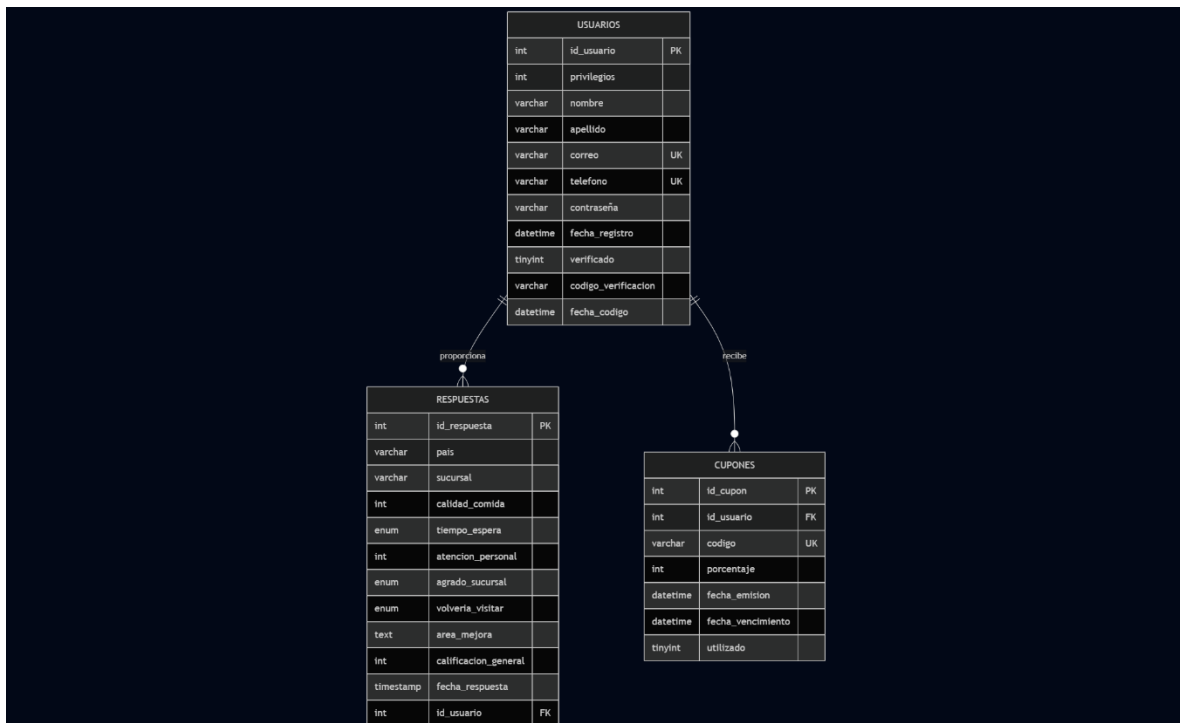 USUARIOS
int id_usuario PK
int privilegios
varchar nombre
varchar apellido
varchar correo UK
varchar telefono UK
varchar contraseña
datetime fecha_registro
tinyint verificado
varchar codigo_verificacion
datetime fecha_codigo
proporciona
recibe
RESPUESTAS
int id_respuesta PK
varchar pais
varchar sucursal
int calidad_comida
enum tiempo_espera
int atencion_personal
enum agrado_sucursal
enum volveria_visitar
text area_mejora
int calificacion_general
timestamp fecha_respuesta
int id_usuario FK
CUPONES
int id_cupon PK
int id_usuario FK
varchar codigo UK
int porcentaje
datetime fecha_emision
datetime fecha_vencimiento
tinyint utilizado